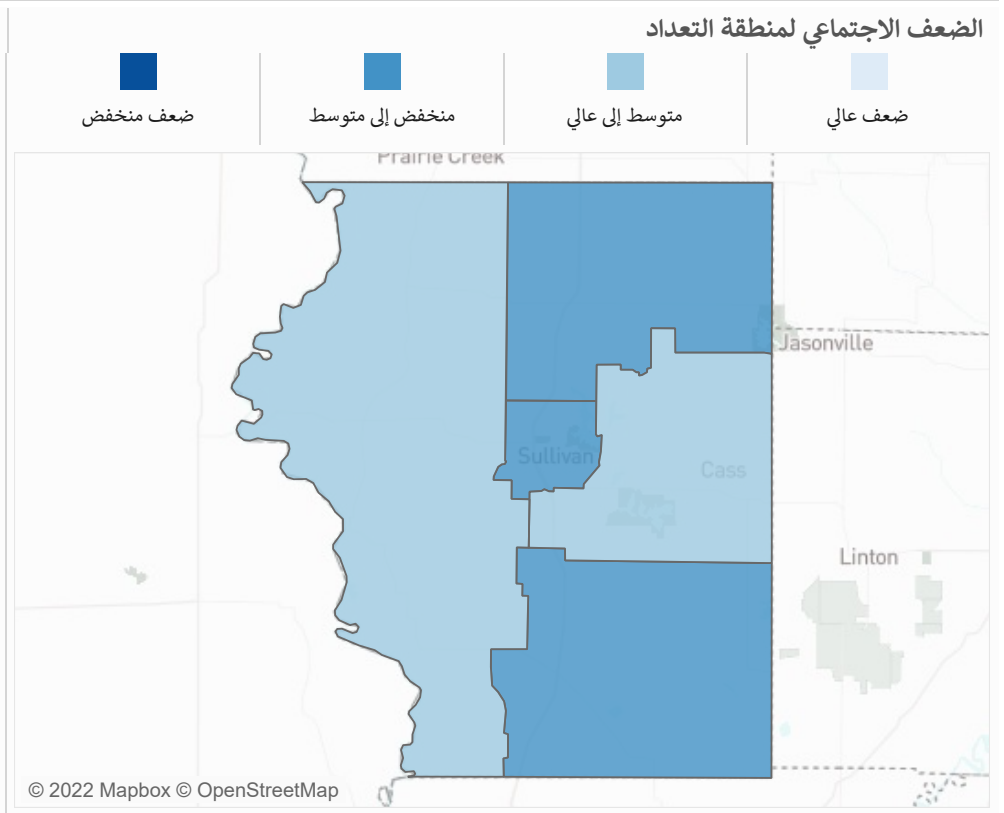 الضعف الاجتماعي لمنطقة التعداد
ضعف عالي
متوسط إلى عالي
منخفض إلى متوسط
ضعف منخفض
Prairie Creek
Jasonville
Sullivan
Cass
Linton
© 2022 Mapbox © OpenStreetMap